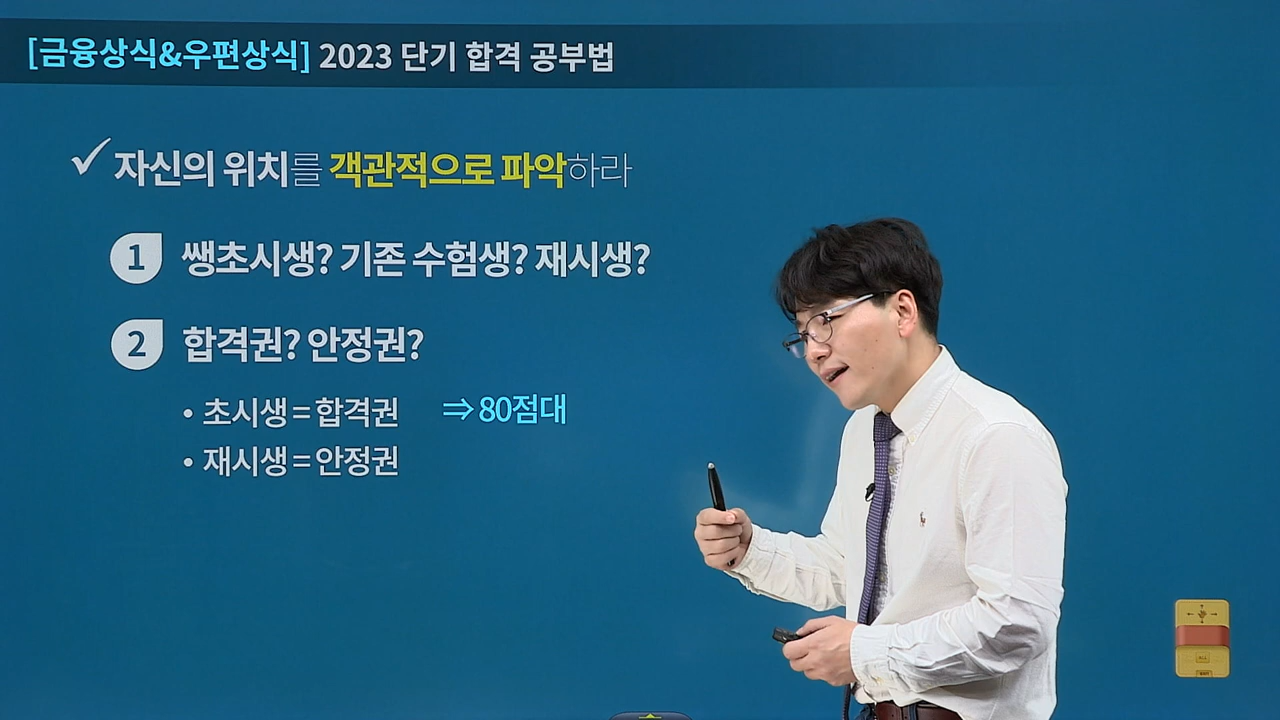 [금융상식&우편상식] 2023 단기 합격 공부법
✓ 자신의 위치를 객관적으로 파악하라
1 쌩초시생? 기존 수험생? 재시생?
2 합격권? 안정권?
• 초시생=합격권 ⇒ 80점대
• 재시생=안정권